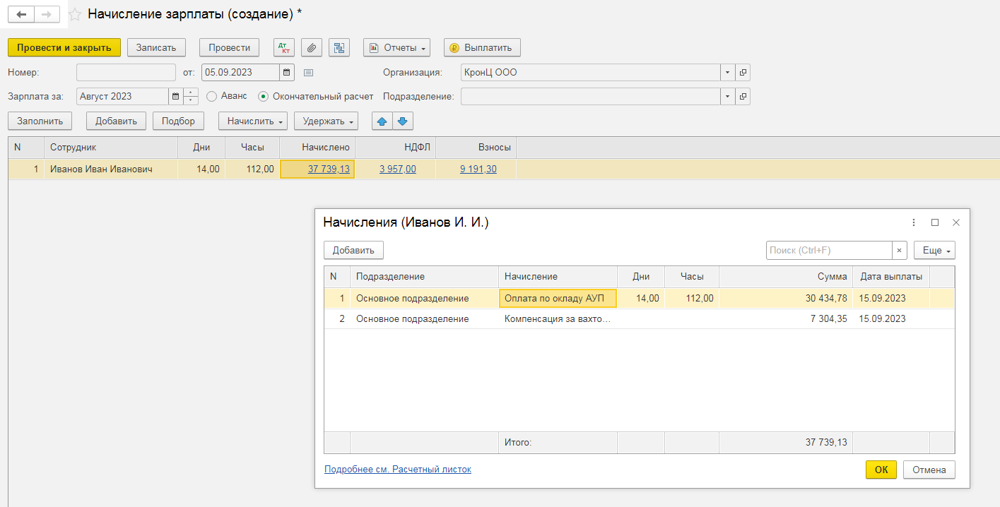 Начисление зарплаты (создание) *
Провести и закрыть Записать Провести Дт Кт Отчеты Выплатить
Номер: от: 05.09.2023 Организация: КронЦ ООО
Зарплата за: Август 2023 Аванс Окончательный расчет Подразделение:
Заполнить Добавить Подбор Начислить Удержать
N Сотрудник Дни Часы Начислено НДФЛ Взносы
1 Иванов Иван Иванович 14,00 112,00 37 739,13 3 957,00 9 191,30
Начисления (Иванов И. И.)
Добавить Поиск (Ctrl+F) × Еще
N Подразделение Начисление Дни Часы Сумма Дата выплаты
1 Основное подразделение Оплата по окладу АУП 14,00 112,00 30 434,78 15.09.2023
2 Основное подразделение Компенсация за вахто... 7 304,35 15.09.2023
Итого: 37 739,13
Подробнее см. Расчетный листок ОК Отмена